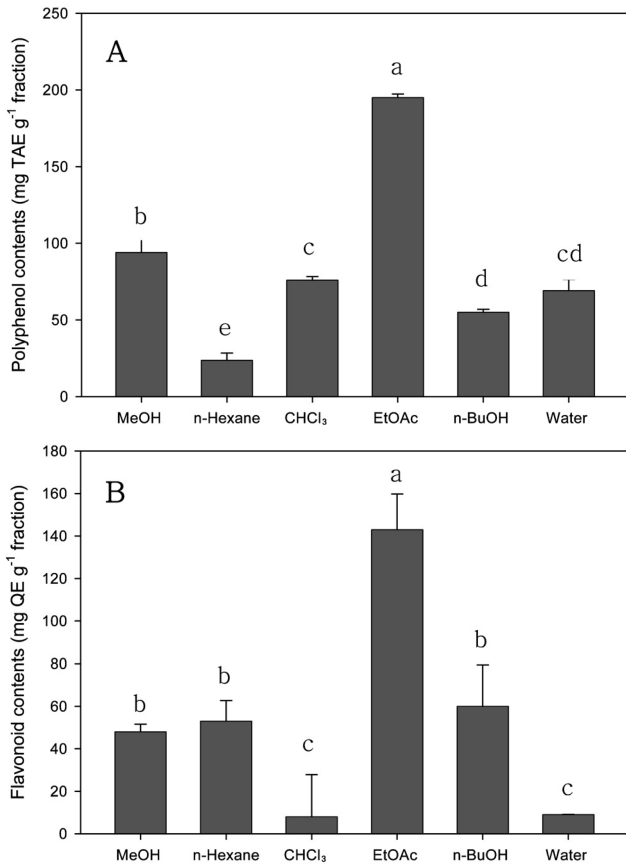 A
Polyphenol contents (mg TAE g⁻¹ fraction)
250
200
150
100
50
0
b
e
c
a
d
cd
MeOH n-Hexane CHCl₃ EtOAc n-BuOH Water
B
Flavonoid contents (mg QE g⁻¹ fraction)
180
160
140
120
100
80
60
40
20
0
b
b
c
a
b
c
MeOH n-Hexane CHCl₃ EtOAc n-BuOH Water